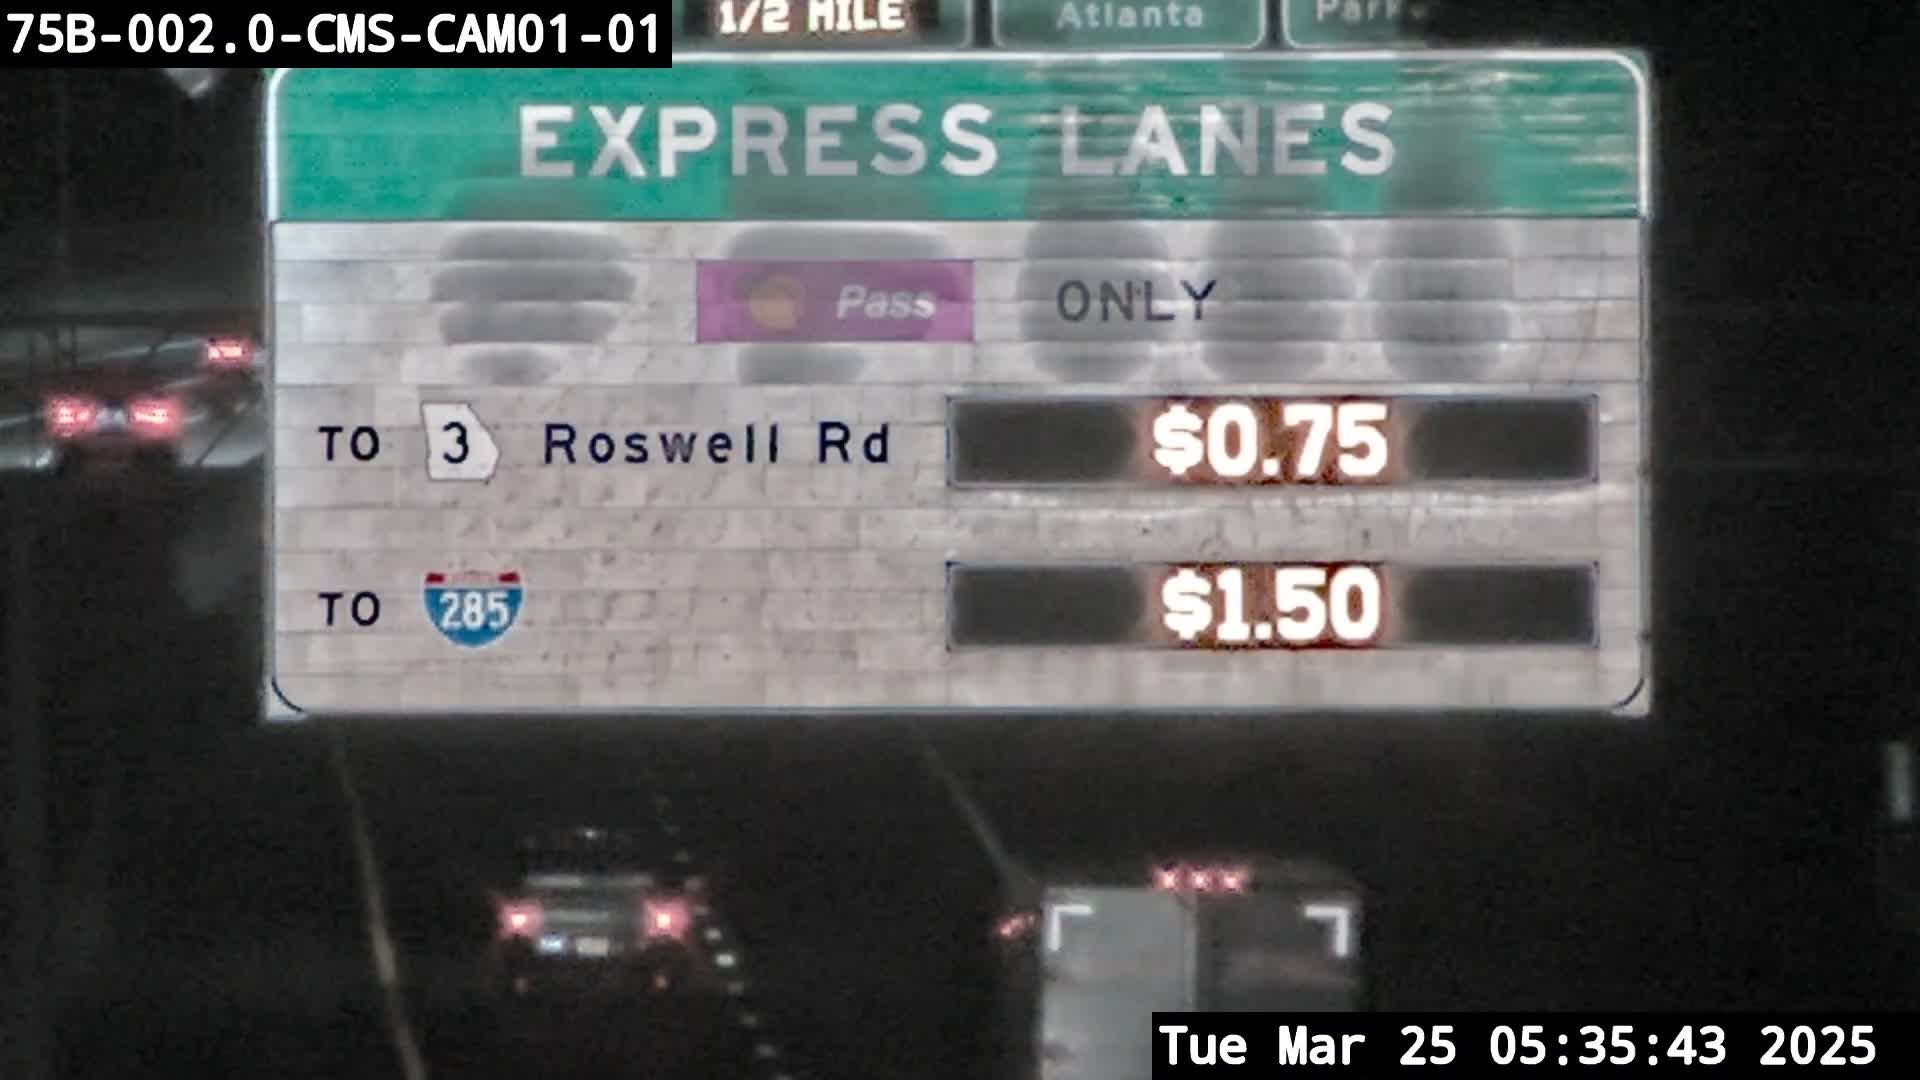 75B-002.0-CMS-CAM01-01
1/2 MILE
Atlanta
EXPRESS LANES
Pass ONLY
TO 3 Roswell Rd $0.75
TO 285 $1.50
Tue Mar 25 05:35:43 2025